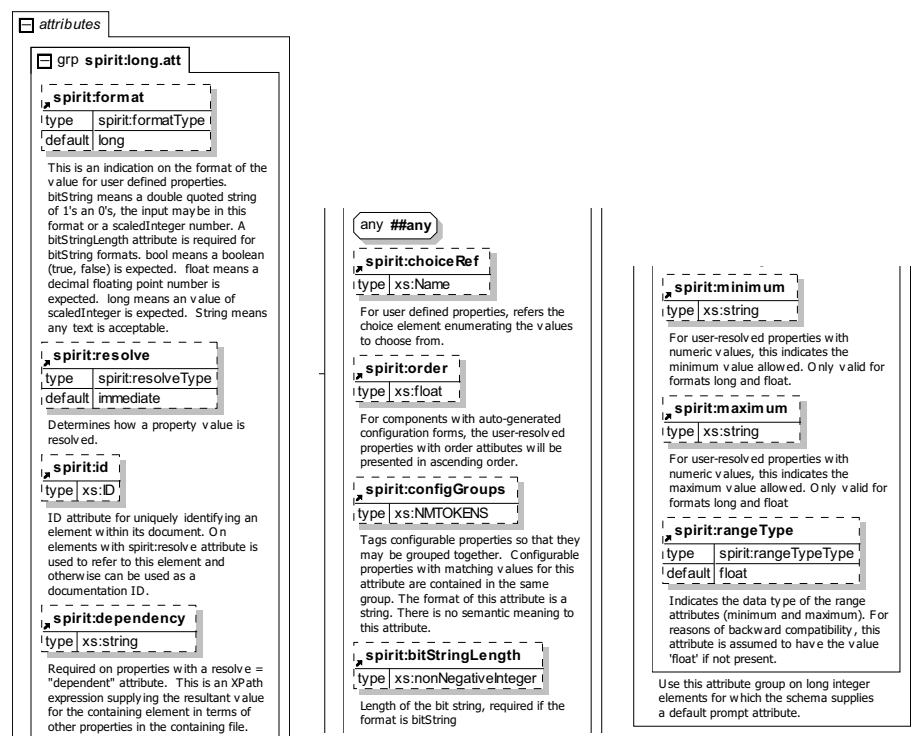 attributes
grp spirit:long.att
spirit:format
type spirit:formatType
default long
This is an indication on the format of the
value for user defined properties.
bitString means a double quoted string
of 1's an 0's, the input may be in this
format or a scaledInteger number. A
bitStringLength attribute is required for
bitString formats. bool means a boolean
(true, false) is expected. float means a
decimal floating point number is
expected. long means an value of
scaledInteger is expected. String means
any text is acceptable.
spirit:resolve
type spirit:resolveType
default immediate
Determines how a property value is
resolved.
spirit:id
type xs:ID
ID attribute for uniquely identifying an
element within its document. On
elements with spirit:resolve attribute is
used to refer to this element and
otherwise can be used as a
documentation ID.
spirit:dependency
type xs:string
Required on properties with a resolve =
"dependent" attribute. This is an XPath
expression supplying the resultant value
for the containing element in terms of
other properties in the containing file.
any ##any
spirit:choiceRef
type xs:Name
For user defined properties, refers the
choice element enumerating the values
to choose from.
spirit:order
type xs:float
For components with auto-generated
configuration forms, the user-resolved
properties with order attibutes will be
presented in ascending order.
spirit:configGroups
type xs:NMTOKENS
Tags configurable properties so that they
may be grouped together. Configurable
properties with matching values for this
attribute are contained in the same
group. The format of this attribute is a
string. There is no semantic meaning to
this attribute.
spirit:bitStringLength
type xs:nonNegativeInteger
Length of the bit string, required if the
format is bitString
spirit:minimum
type xs:string
For user-resolved properties with
numeric values, this indicates the
minimum value allowed. Only valid for
formats long and float.
spirit:maximum
type xs:string
For user-resolved properties with
numeric values, this indicates the
maximum value allowed. Only valid for
formats long and float
spirit:rangeType
type spirit:rangeTypeType
default float
Indicates the data type of the range
attributes (minimum and maximum). For
reasons of backward compatibility, this
attribute is assumed to have the value
'float' if not present.
Use this attribute group on long integer
elements for which the schema supplies
a default prompt attribute.